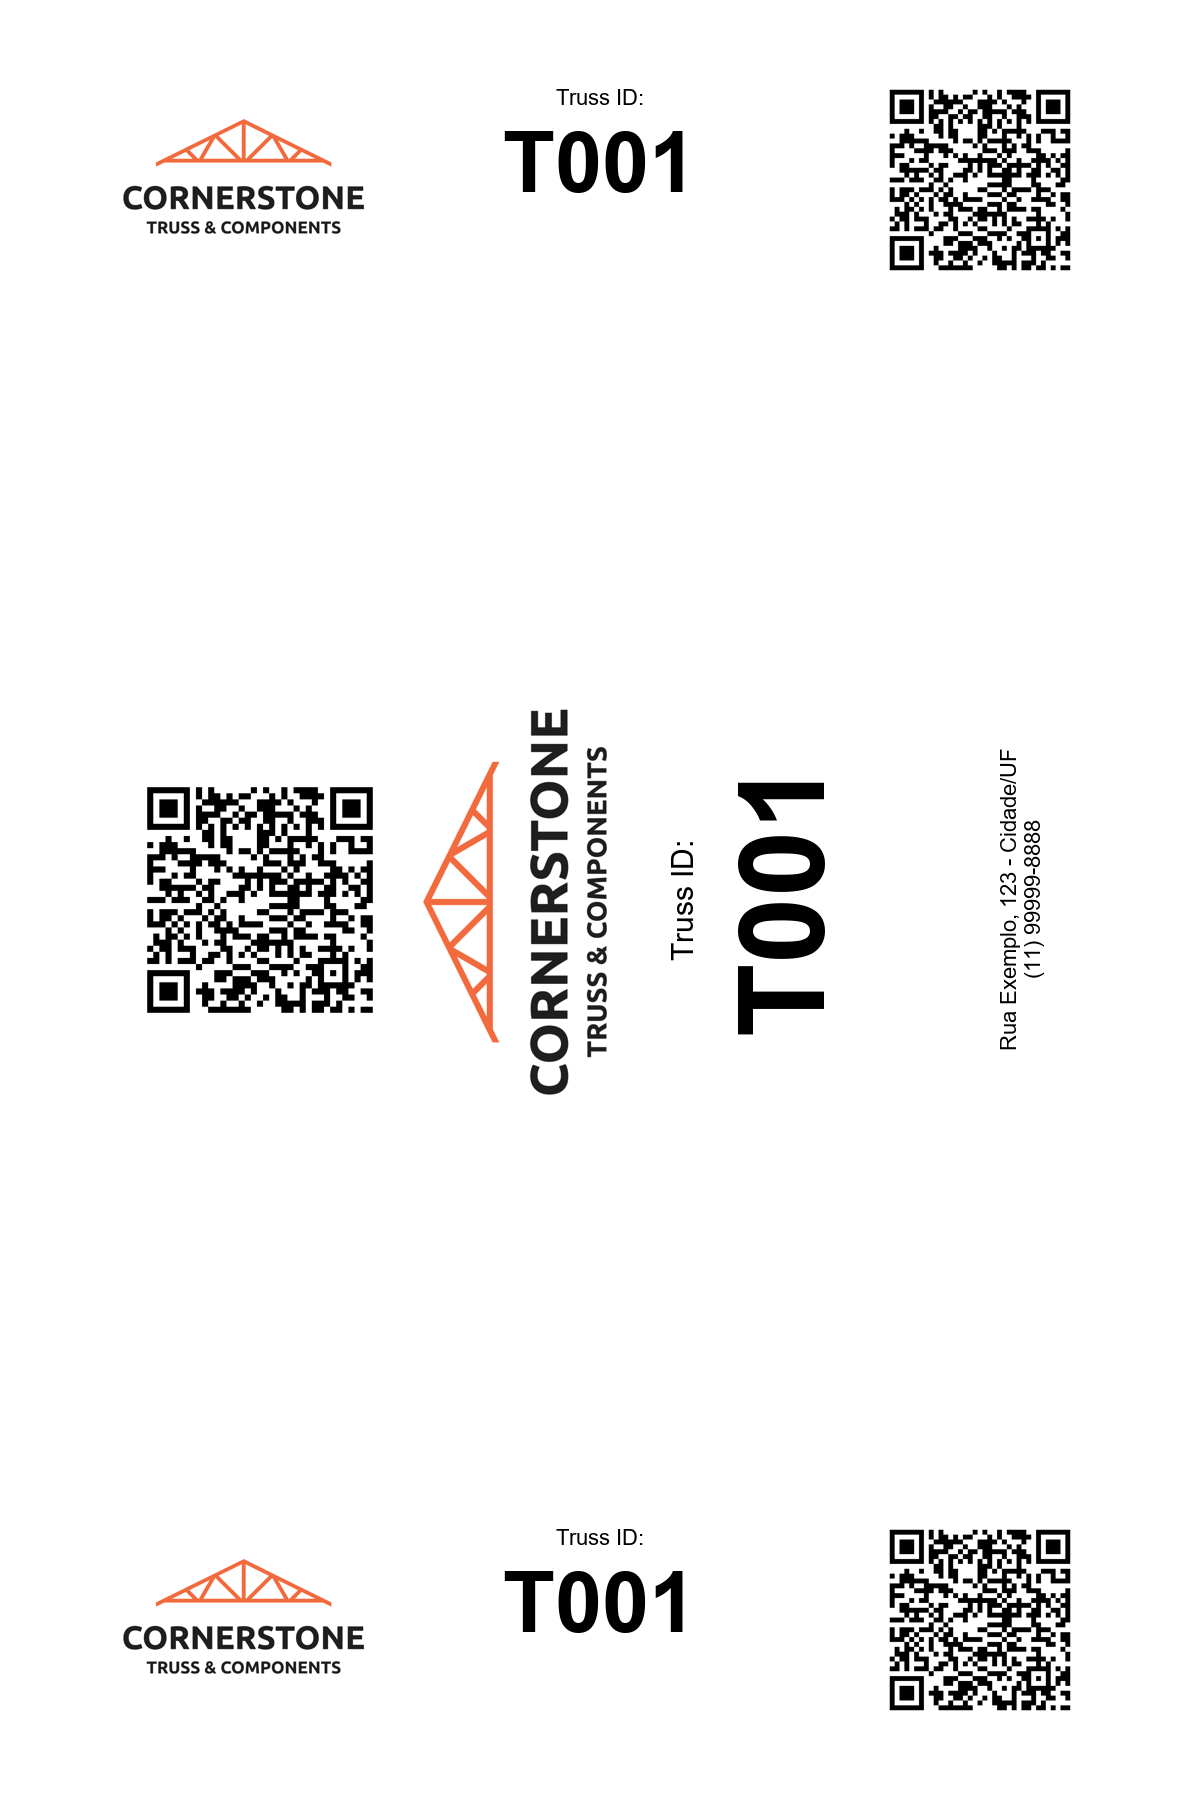 Truss ID:
T001
CORNERSTONE
TRUSS & COMPONENTS
CORNERSTONE
TRUSS & COMPONENTS
Truss ID:
T001
Rua Exemplo, 123 - Cidade/UF
(11) 99999-8888
Truss ID:
T001
CORNERSTONE
TRUSS & COMPONENTS